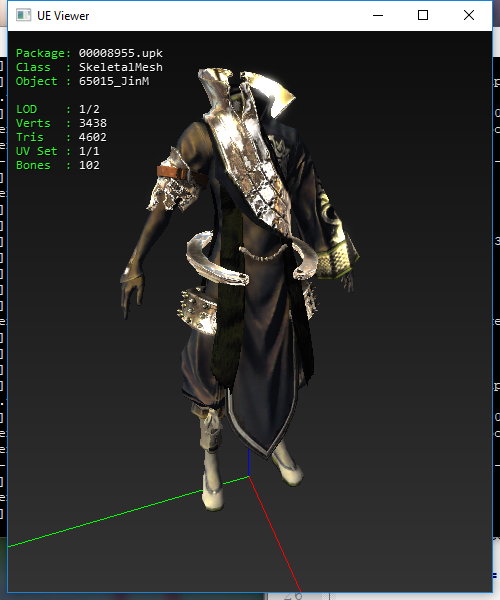 UE Viewer
Package: 00008955.upk
Class : SkeletalMesh
Object : 65015_JinM
LOD : 1/2
Verts : 3438
Tris : 4602
UV Set : 1/1
Bones : 102